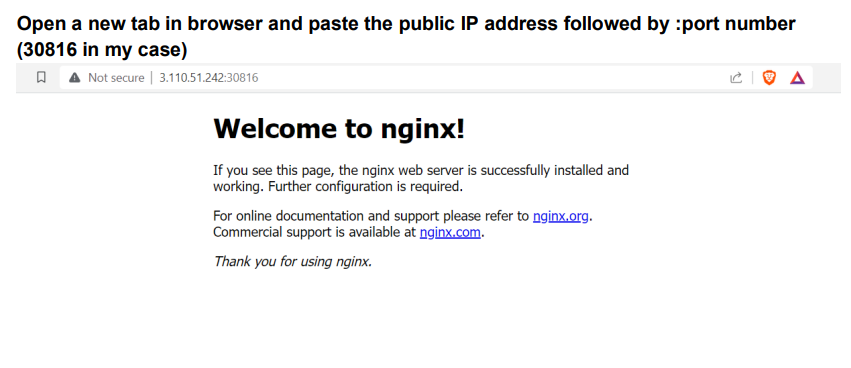 Open a new tab in browser and paste the public IP address followed by :port number
(30816 in my case)
Not secure | 3.110.51.242:30816
Welcome to nginx!
If you see this page, the nginx web server is successfully installed and
working. Further configuration is required.
For online documentation and support please refer to nginx.org.
Commercial support is available at nginx.com.
Thank you for using nginx.